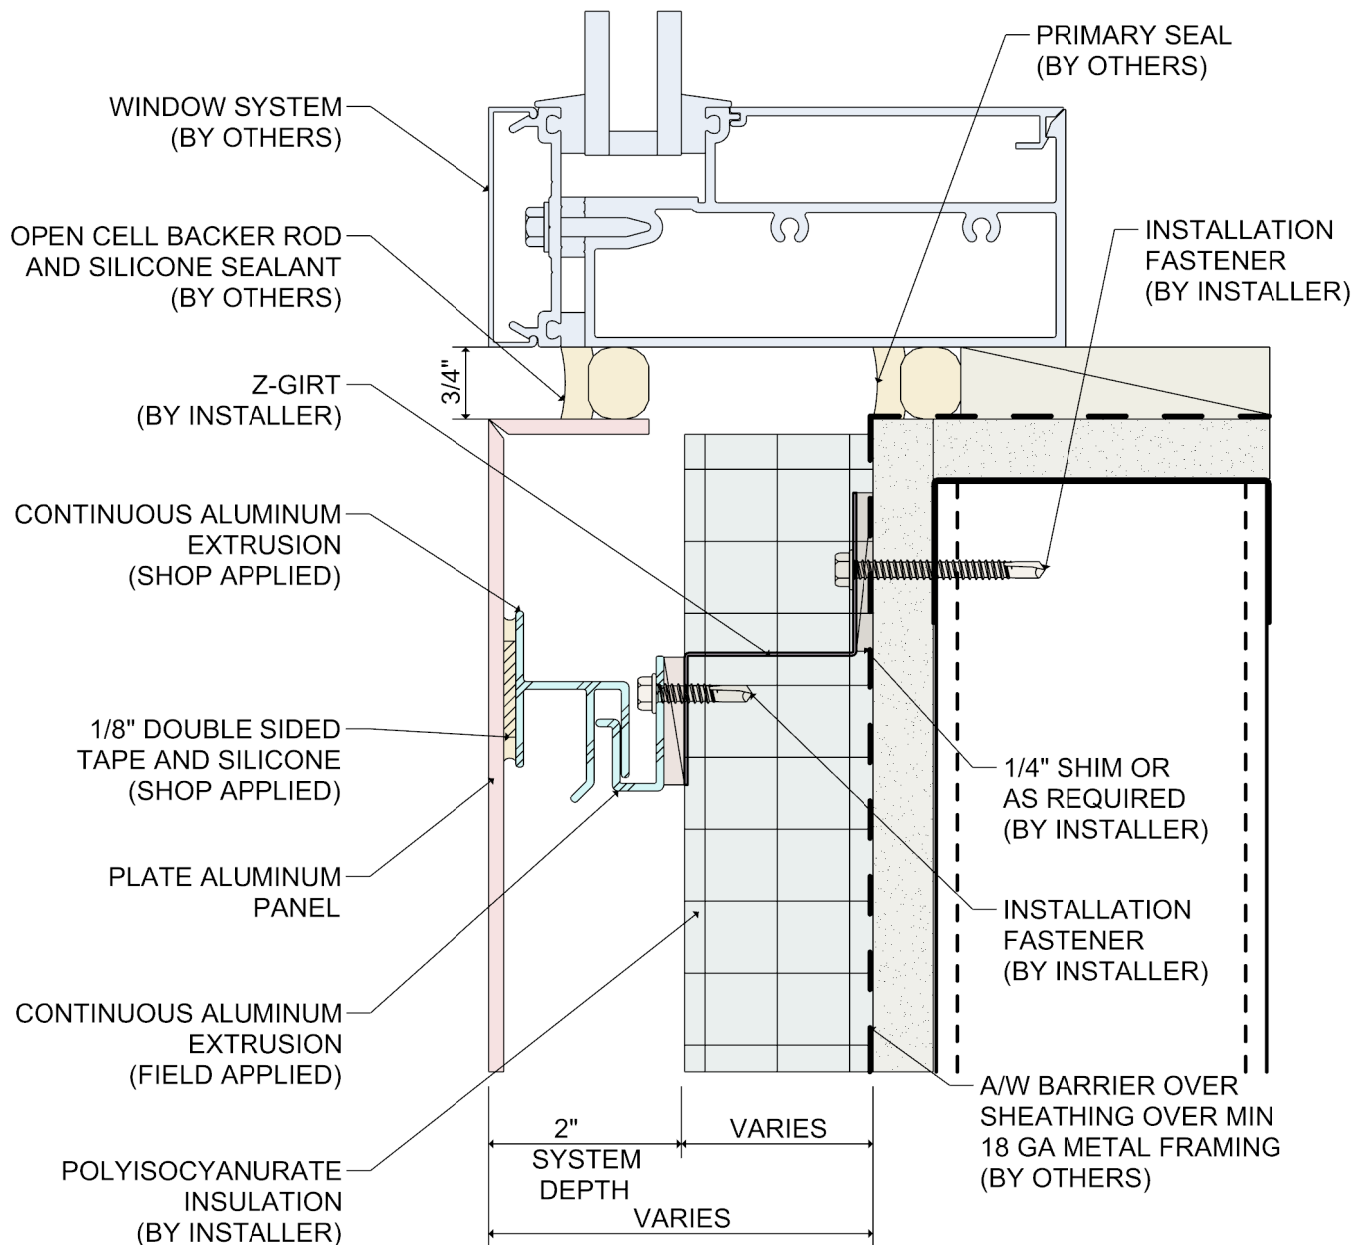 PRIMARY SEAL
(BY OTHERS)
WINDOW SYSTEM
(BY OTHERS)
OPEN CELL BACKER ROD
AND SILICONE SEALANT
(BY OTHERS)
INSTALLATION
FASTENER
(BY INSTALLER)
3/4"
Z-GIRT
(BY INSTALLER)
CONTINUOUS ALUMINUM
EXTRUSION
(SHOP APPLIED)
1/8" DOUBLE SIDED
TAPE AND SILICONE
(SHOP APPLIED)
1/4" SHIM OR
AS REQUIRED
(BY INSTALLER)
PLATE ALUMINUM
PANEL
INSTALLATION
FASTENER
(BY INSTALLER)
CONTINUOUS ALUMINUM
EXTRUSION
(FIELD APPLIED)
A/W BARRIER OVER
SHEATHING OVER MIN
18 GA METAL FRAMING
(BY OTHERS)
POLYISOCYANURATE
INSULATION
(BY INSTALLER)
2"
SYSTEM
DEPTH
VARIES
VARIES